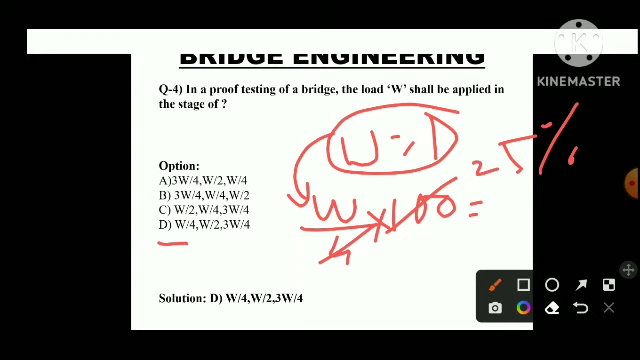 BRIDGE ENGINEERING
Q-4) In a proof testing of a bridge, the load ‘W’ shall be applied in
the stage of ?
Option:
A)3W/4,W/2,W/4
B) 3W/4,W/4,W/2
C) W/2,W/4,3W/4
D) W/4,W/2,3W/4
Solution: D) W/4,W/2,3W/4
W
W/4 × 100 = 25%
K
KINEMASTER